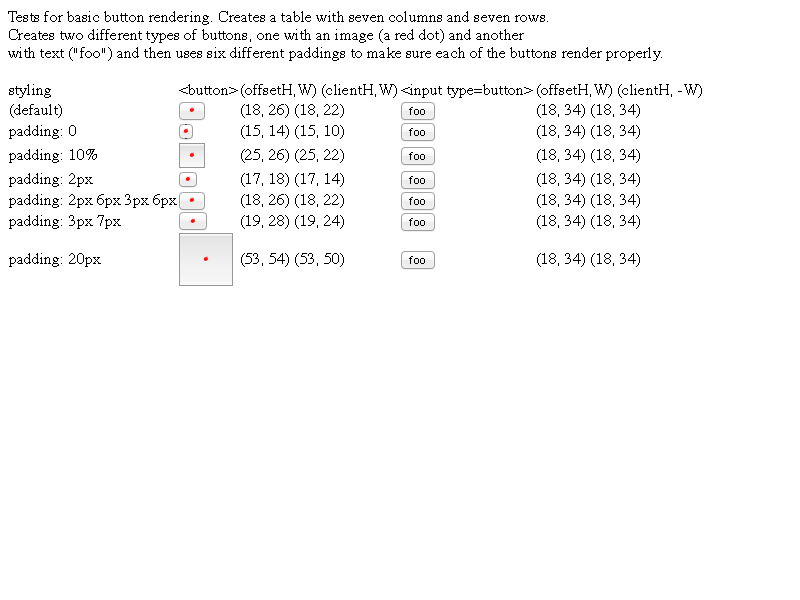 Tests for basic button rendering. Creates a table with seven columns and seven rows.
Creates two different types of buttons, one with an image (a red dot) and another
with text ("foo") and then uses six different paddings to make sure each of the buttons render properly.
styling <button> (offsetH, W) (clientH, W) <input type=button> (offsetH, W) (clientH, -W)
(default) (18, 26) (18, 22) foo (18, 34) (18, 34)
padding: 0 (15, 14) (15, 10) foo (18, 34) (18, 34)
padding: 10% (25, 26) (25, 22) foo (18, 34) (18, 34)
padding: 2px (17, 18) (17, 14) foo (18, 34) (18, 34)
padding: 2px 6px 3px 6px (18, 26) (18, 22) foo (18, 34) (18, 34)
padding: 3px 7px (19, 28) (19, 24) foo (18, 34) (18, 34)
padding: 20px (53, 54) (53, 50) foo (18, 34) (18, 34)